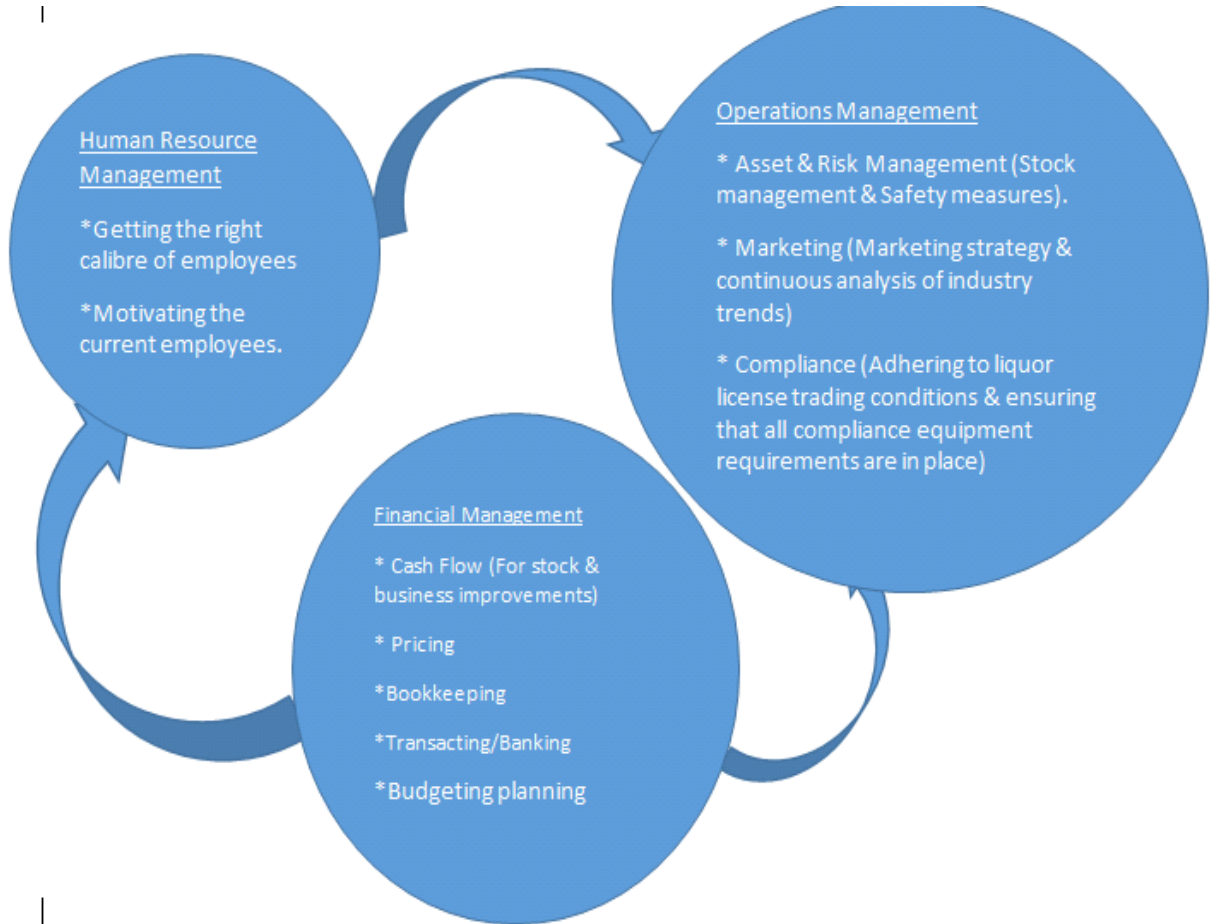 Human Resource
Management
*Getting the right
calibre of employees
*Motivating the
current employees.
Operations Management
* Asset & Risk Management (Stock
management & Safety measures).
* Marketing (Marketing strategy &
continuous analysis of industry
trends)
* Compliance (Adhering to liquor
license trading conditions & ensuring
that all compliance equipment
requirements are in place)
Financial Management
* Cash Flow (For stock &
business improvements)
* Pricing
*Bookkeeping
*Transacting/Banking
*Budgeting planning